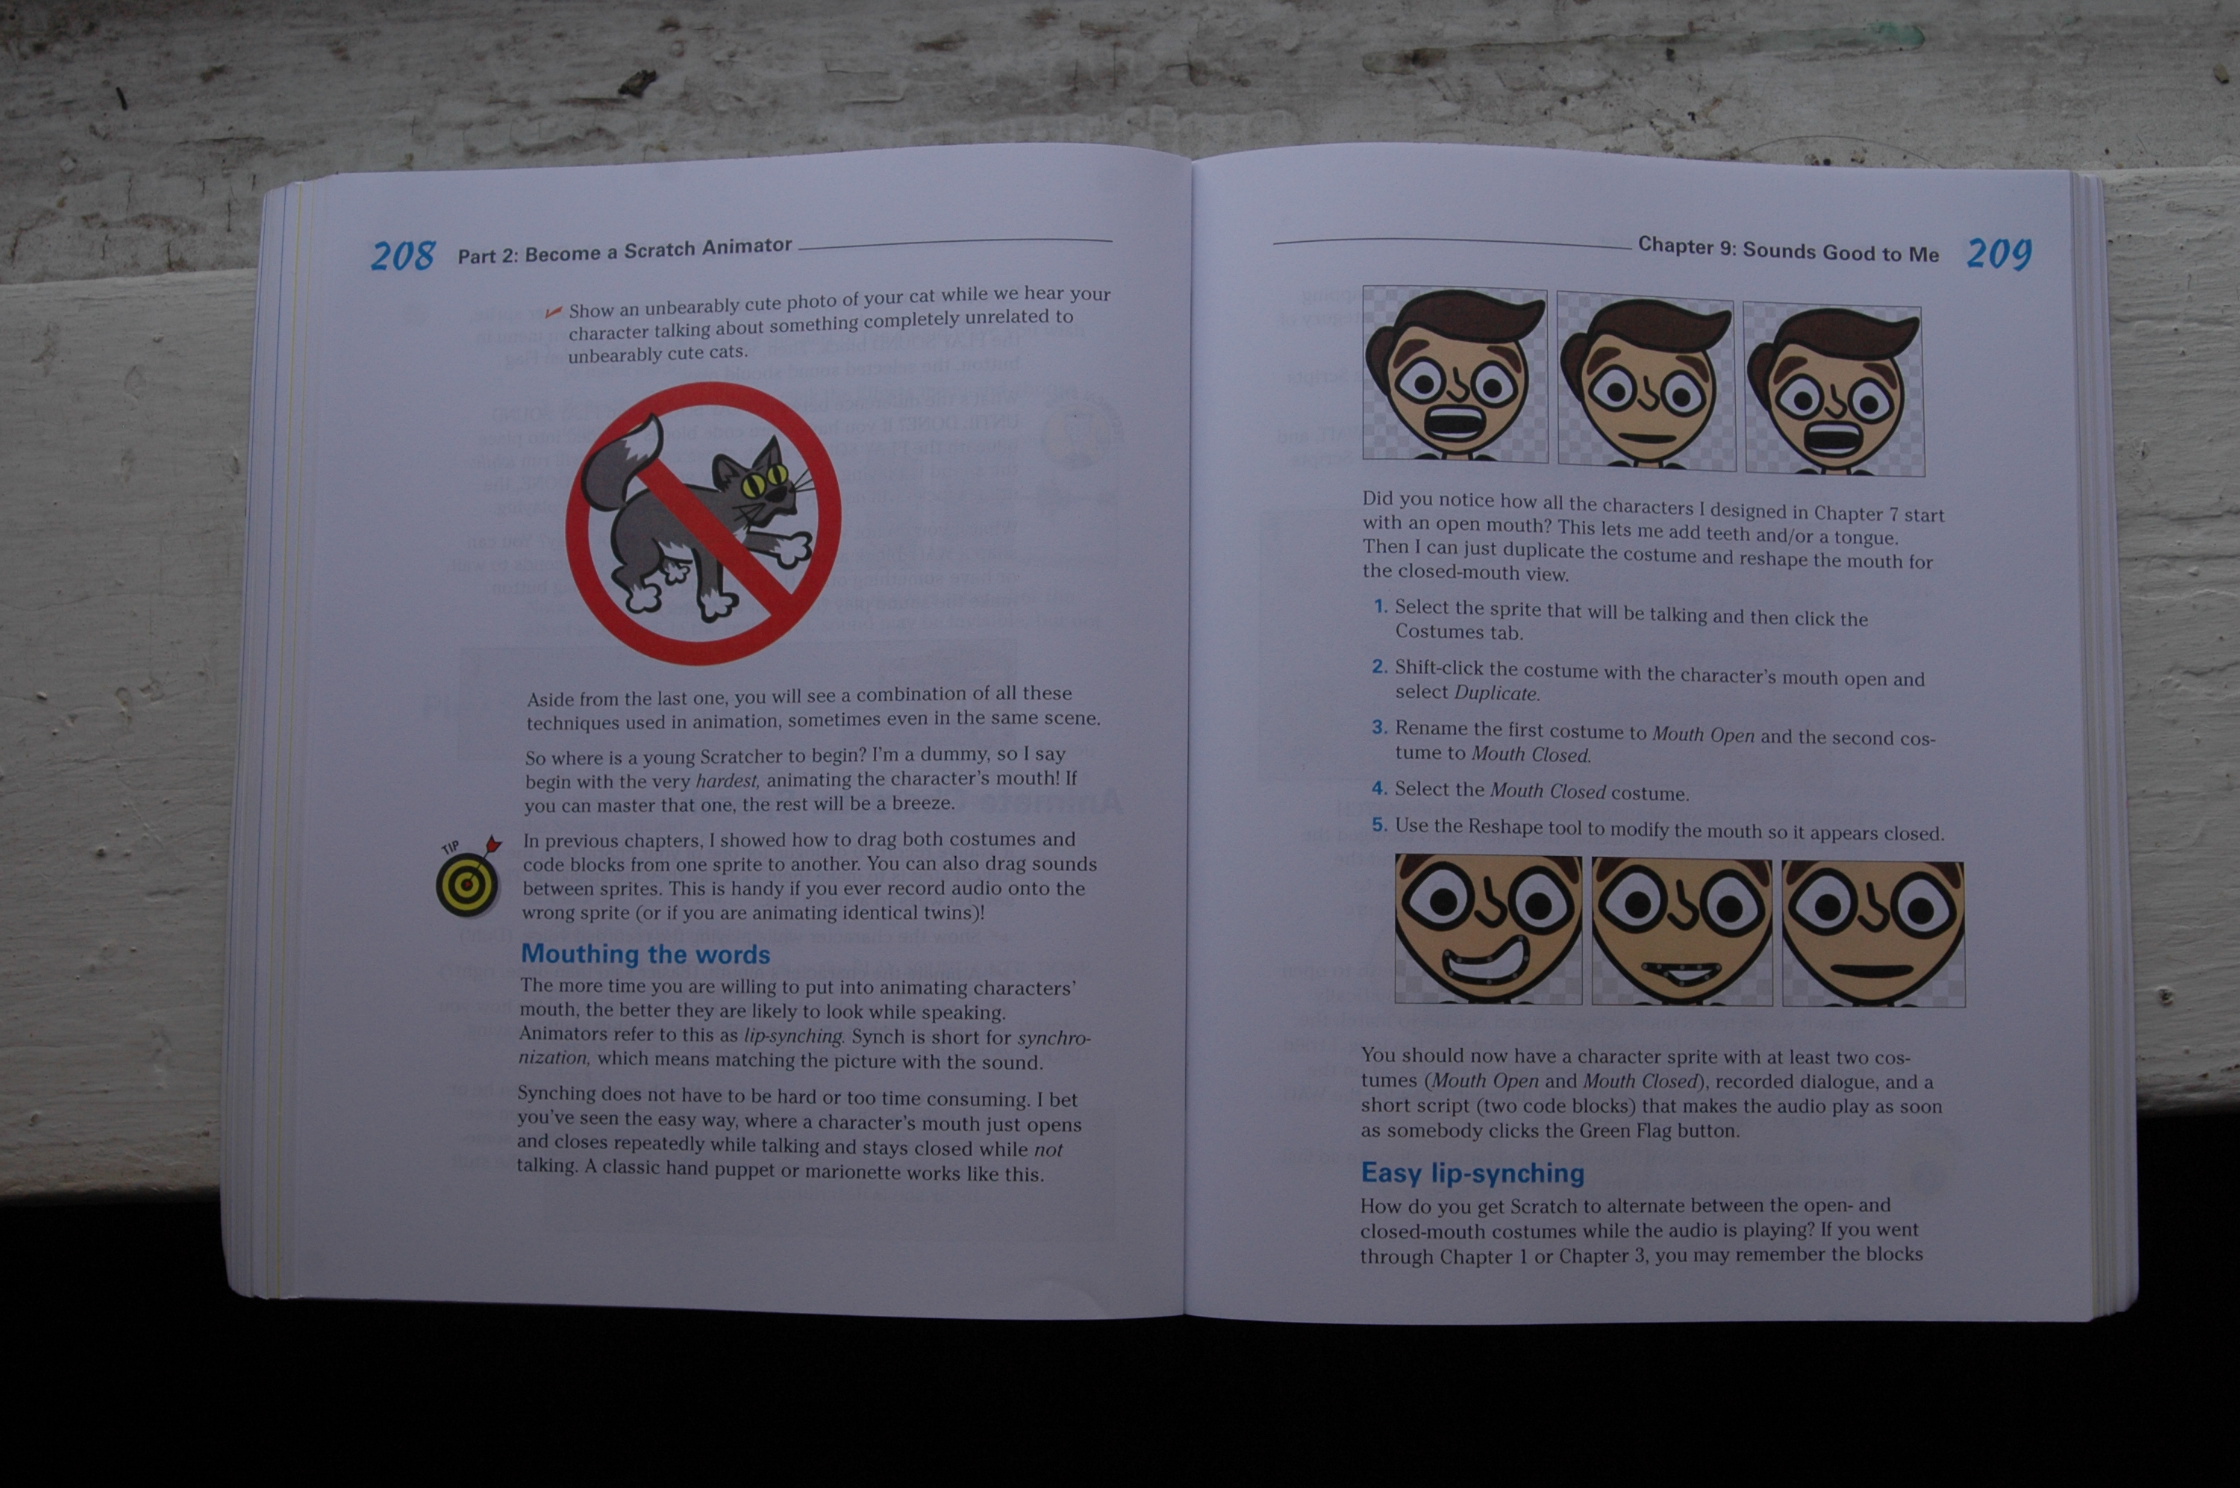 208 Part 2: Become a Scratch Animator
Show an unbearably cute photo of your cat while we hear your
character talking about something completely unrelated to
unbearably cute cats.
Aside from the last one, you will see a combination of all these
techniques used in animation, sometimes even in the same scene.
So where is a young Scratcher to begin? I'm a dummy, so I say
begin with the very hardest, animating the character's mouth! If
you can master that one, the rest will be a breeze.
TIP
In previous chapters, I showed how to drag both costumes and
code blocks from one sprite to another. You can also drag sounds
between sprites. This is handy if you ever record audio onto the
wrong sprite (or if you are animating identical twins)!
Mouthing the words
The more time you are willing to put into animating characters'
mouth, the better they are likely to look while speaking.
Animators refer to this as lip-synching. Synch is short for synchro-
nization, which means matching the picture with the sound.
Synching does not have to be hard or too time consuming. I bet
you've seen the easy way, where a character's mouth just opens
and closes repeatedly while talking and stays closed while not
talking. A classic hand puppet or marionette works like this.
Chapter 9: Sounds Good to Me 209
Did you notice how all the characters I designed in Chapter 7 start
with an open mouth? This lets me add teeth and/or a tongue.
Then I can just duplicate the costume and reshape the mouth for
the closed-mouth view.
1. Select the sprite that will be talking and then click the
Costumes tab.
2. Shift-click the costume with the character's mouth open and
select Duplicate.
3. Rename the first costume to Mouth Open and the second cos-
tume to Mouth Closed.
4. Select the Mouth Closed costume.
5. Use the Reshape tool to modify the mouth so it appears closed.
You should now have a character sprite with at least two cos-
tumes (Mouth Open and Mouth Closed), recorded dialogue, and a
short script (two code blocks) that makes the audio play as soon
as somebody clicks the Green Flag button.
Easy lip-synching
How do you get Scratch to alternate between the open- and
closed-mouth costumes while the audio is playing? If you went
through Chapter 1 or Chapter 3, you may remember the blocks